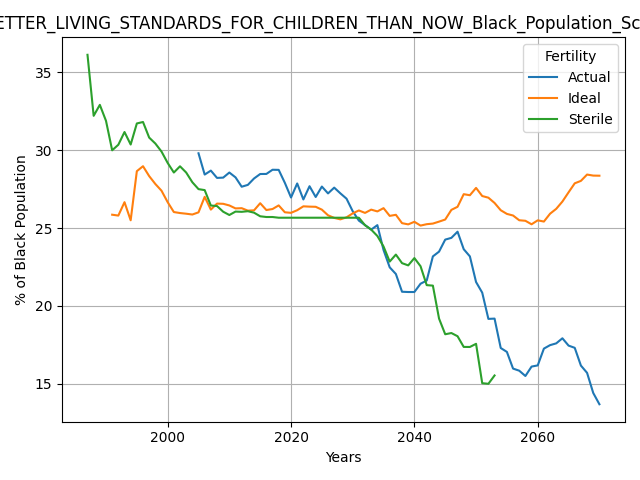 ETTER_LIVING_STANDARDS_FOR_CHILDREN_THAN_NOW_Black_Population_Sc
% of Black Population
35
30
25
20
15
Fertility
Actual
Ideal
Sterile
2000
2020
2040
2060
Years